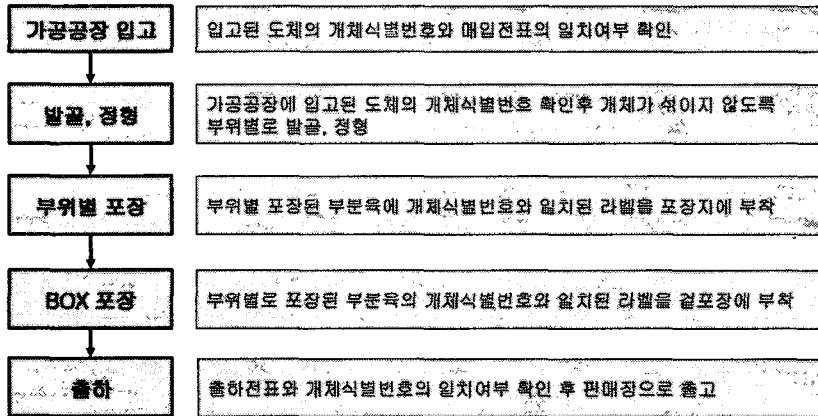 가공공장 입고
입고된 도체의 개체식별번호와 매입전표의 일치여부 확인
발골, 정형
가공공장에 입고된 도체의 개체식별번호 확인후 개체가 섞이지 않도록
부위별로 발골, 정형
부위별 포장
부위별 포장된 부분육에 개체식별번호와 일치된 라벨을 포장지에 부착
BOX 포장
부위별로 포장된 부분육의 개체식별번호와 일치된 라벨을 겉포장에 부착
출하
출하전표와 개체식별번호의 일치여부 확인 후 판매장으로 출고